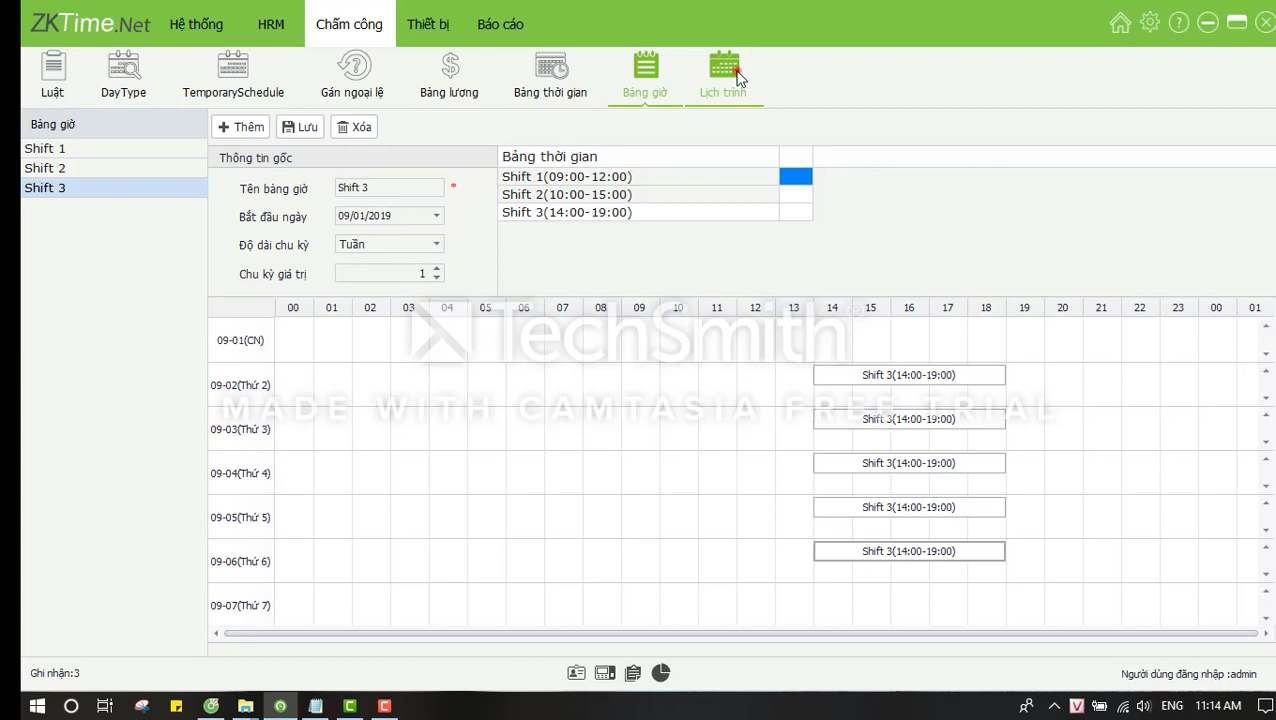 ZKTime.Net Hệ thống HRM Chấm công Thiết bị Báo cáo
Luật DayType TemporarySchedule Gán ngoại lệ Bảng lương Bảng thời gian Bảng giờ Lịch trình
Bảng giờ
Shift 1
Shift 2
Shift 3
Thêm Lưu Xóa
Thông tin gốc
Tên bảng giờ Shift 3 *
Bắt đầu ngày 09/01/2019
Độ dài chu kỳ Tuần
Chu kỳ giá trị 1
Bảng thời gian
Shift 1(09:00-12:00)
Shift 2(10:00-15:00)
Shift 3(14:00-19:00)
00 01 02 03 04 05 06 07 08 09 10 11 12 13 14 15 16 17 18 19 20 21 22 23 00 01
09-01(CN)
TechSmith®
09-02(Thứ 2) Shift 3(14:00-19:00)
MADE WITH CAMTASIA FREE TRIAL
09-03(Thứ 3) Shift 3(14:00-19:00)
09-04(Thứ 4) Shift 3(14:00-19:00)
09-05(Thứ 5) Shift 3(14:00-19:00)
09-06(Thứ 6) Shift 3(14:00-19:00)
09-07(Thứ 7)
Ghi nhận:3 Người dùng đăng nhập :admin
V 11:14 AM